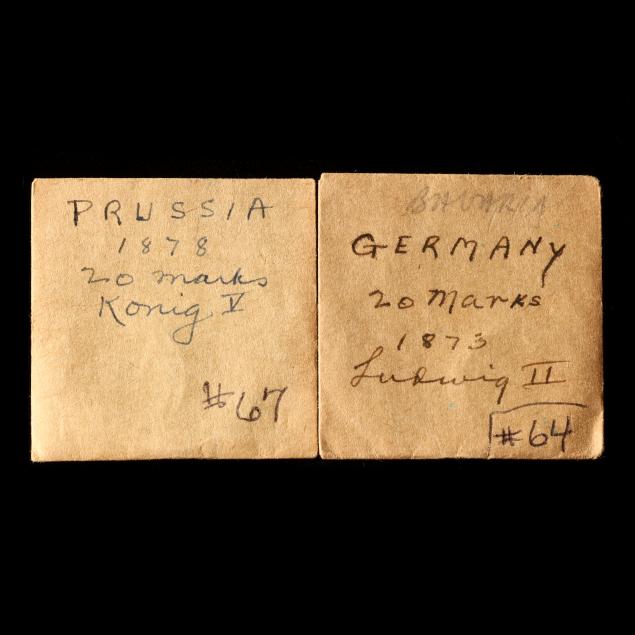 PRUSSIA
1878
20 marks
Konig V
#67
BAVARIA
GERMANY
20 Marks
1873
Ludwig II
#64